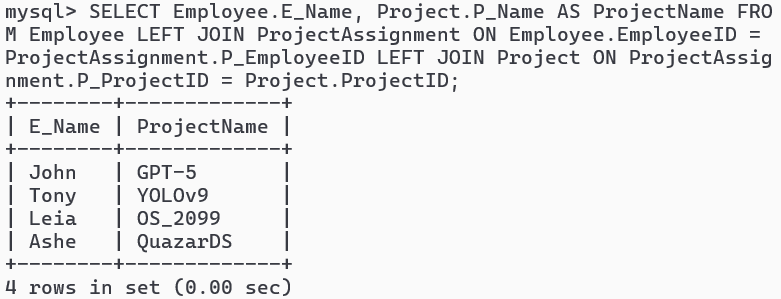 mysql> SELECT Employee.E_Name, Project.P_Name AS ProjectName FRO
M Employee LEFT JOIN ProjectAssignment ON Employee.EmployeeID =
ProjectAssignment.P_EmployeeID LEFT JOIN Project ON ProjectAssig
nment.P_ProjectID = Project.ProjectID;
+--------+-------------+
| E_Name | ProjectName |
+--------+-------------+
| John   | GPT-5       |
| Tony   | YOLOv9      |
| Leia   | OS_2099     |
| Ashe   | QuazarDS    |
+--------+-------------+
4 rows in set (0.00 sec)